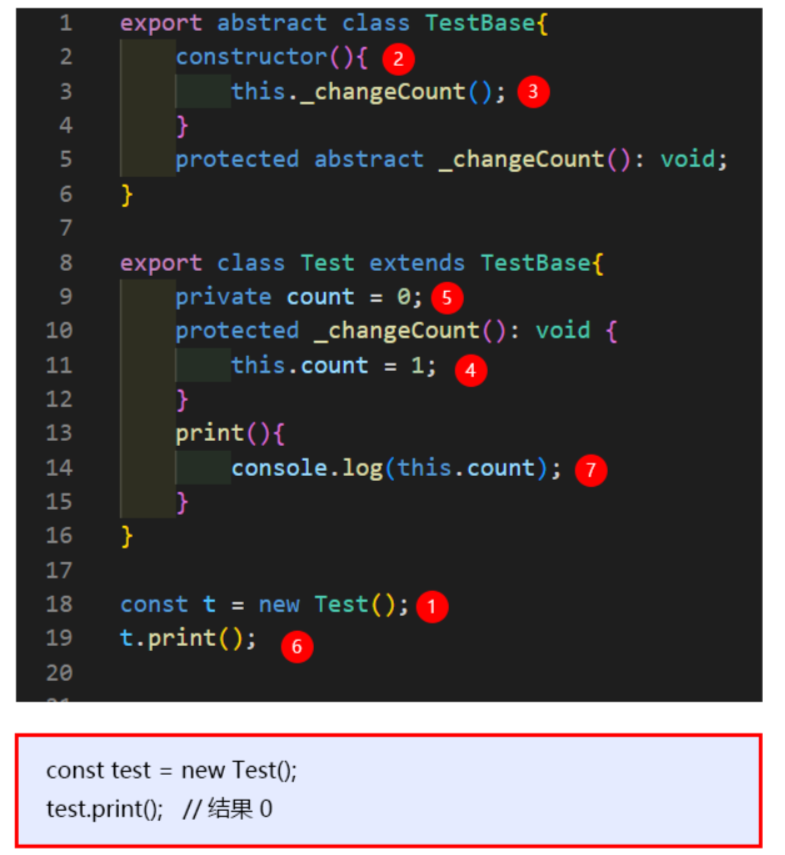 1 export abstract class TestBase{
2 constructor(){ 2
3 this._changeCount(); 3
4 }
5 protected abstract _changeCount(): void;
6 }
7
8 export class Test extends TestBase{
9 private count = 0; 5
10 protected _changeCount(): void {
11 this.count = 1; 4
12 }
13 print(){
14 console.log(this.count); 7
15 }
16 }
17
18 const t = new Test(); 1
19 t.print(); 6
20
const test = new Test();
test.print(); // 结果 0